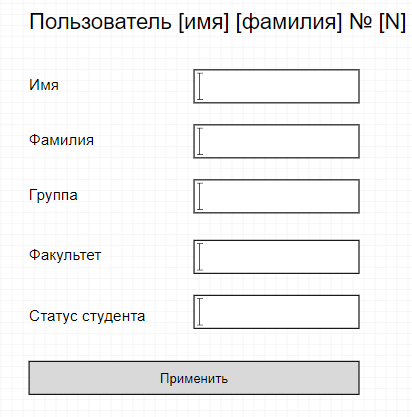 Пользователь [имя] [фамилия] № [N]
Имя
Фамилия
Группа
Факультет
Статус студента
Применить